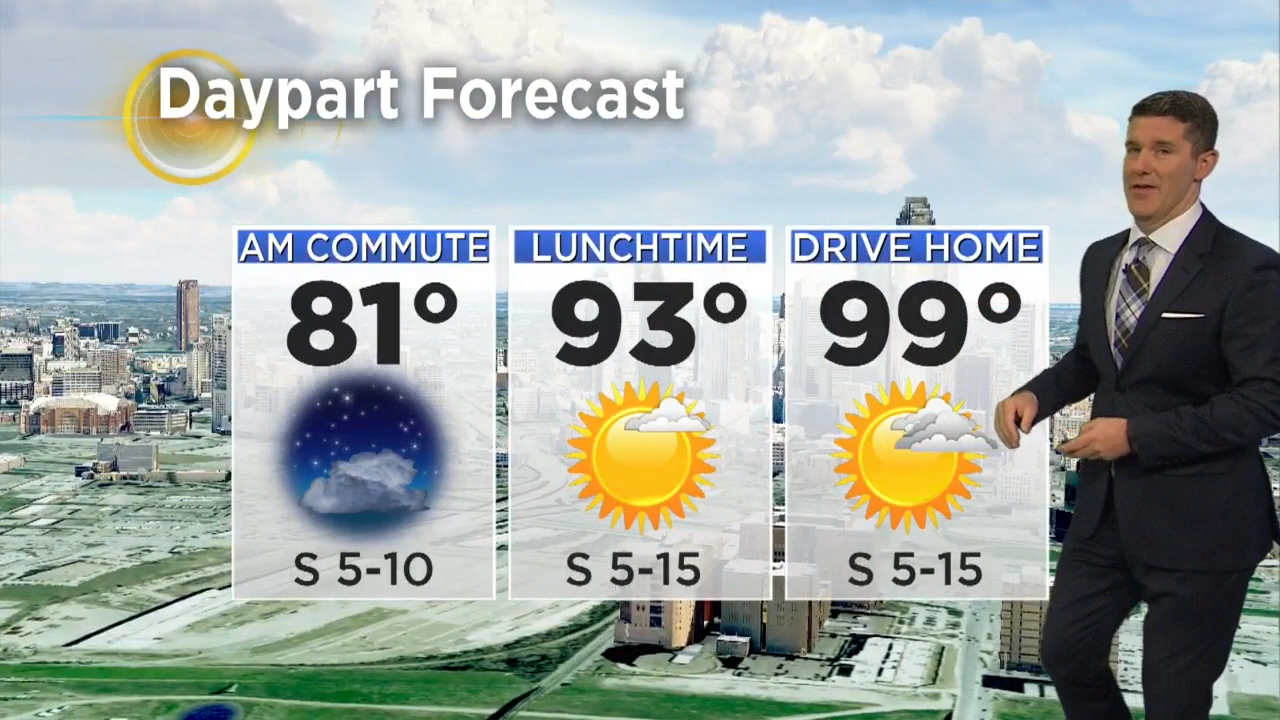 Daypart Forecast
AM COMMUTE
81°
S 5-10
LUNCHTIME
93°
S 5-15
DRIVE HOME
99°
S 5-15